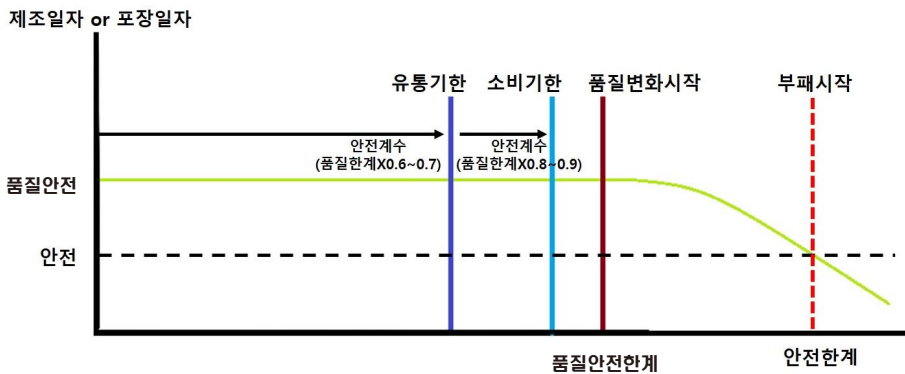 제조일자 or 포장일자
유통기한
소비기한
품질변화시작
부패시작
안전계수
(품질한계X0.6~0.7)
안전계수
(품질한계X0.8~0.9)
품질안전
안전
품질안전한계
안전한계